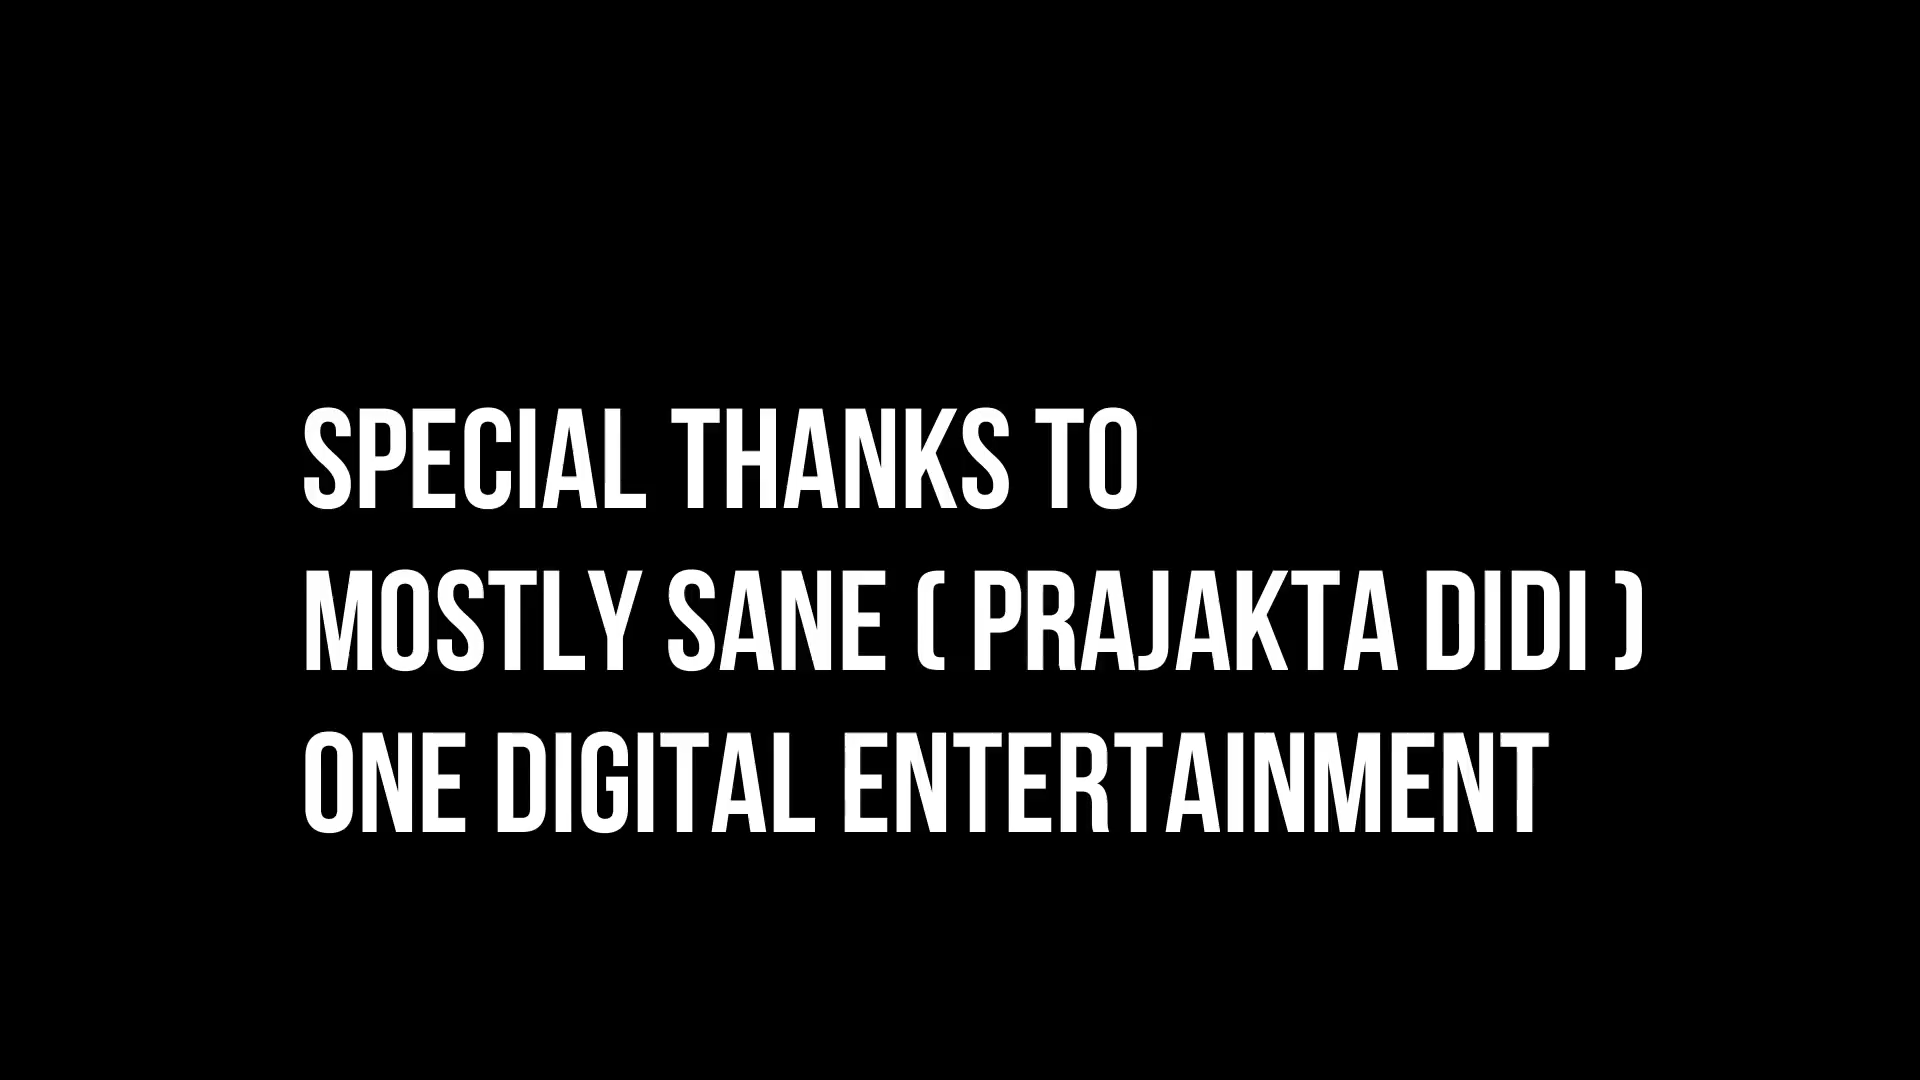 SPECIAL THANKS TO
MOSTLY SANE ( PRAJAKTA DIDI )
ONE DIGITAL ENTERTAINMENT